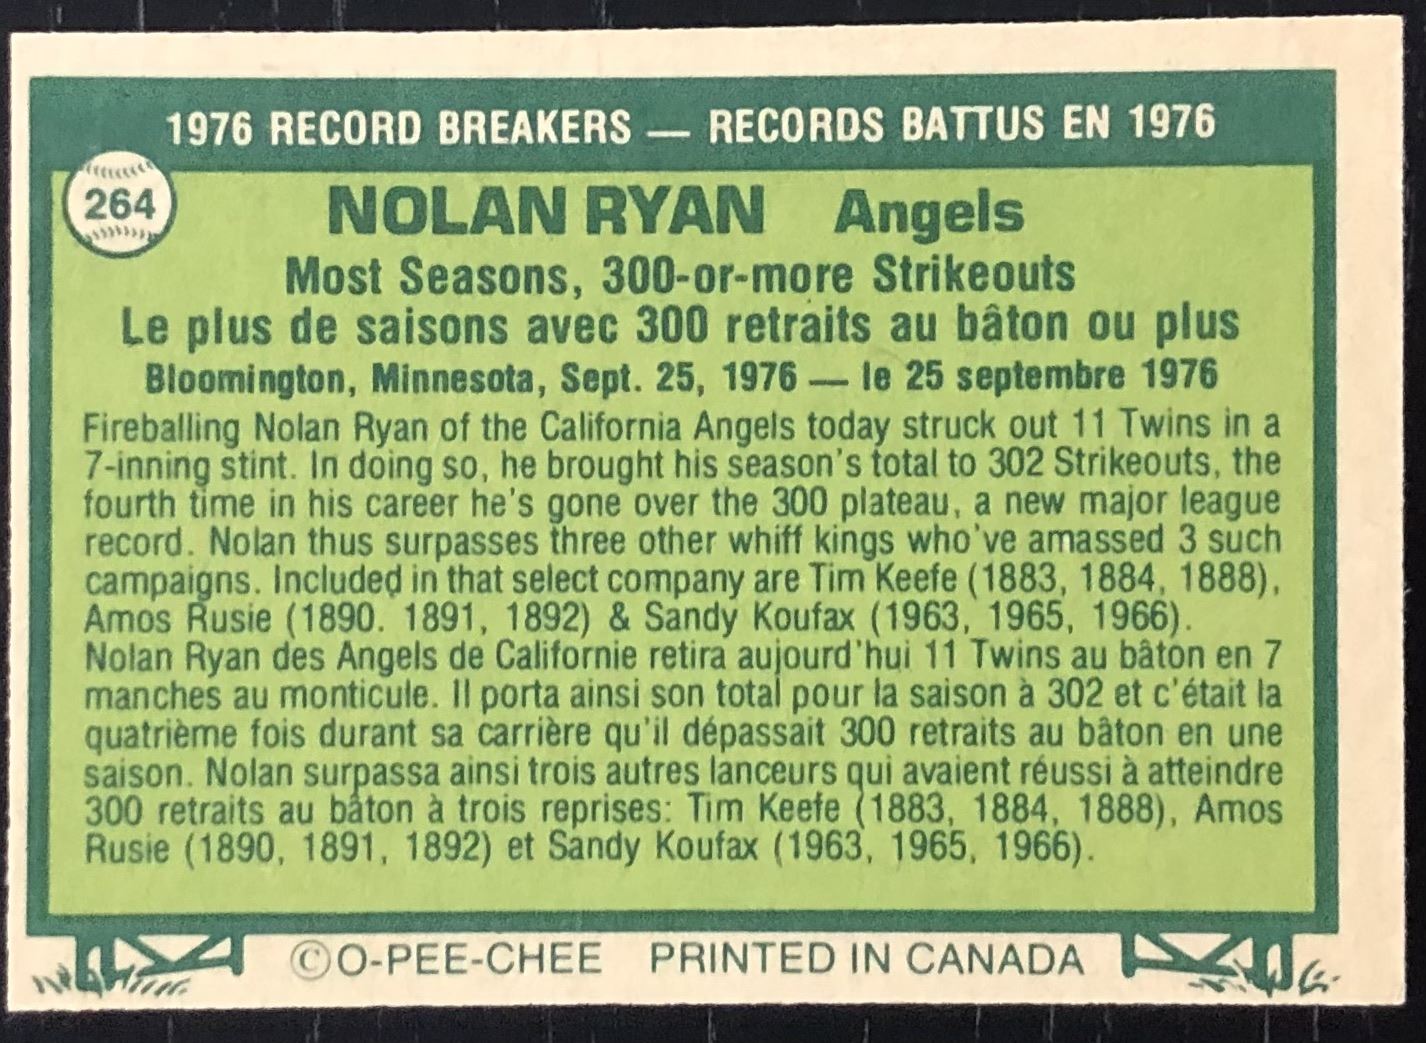 1976 RECORD BREAKERS — RECORDS BATTUS EN 1976
264
NOLAN RYAN Angels
Most Seasons, 300-or-more Strikeouts
Le plus de saisons avec 300 retraits au bâton ou plus
Bloomington, Minnesota, Sept. 25, 1976 — le 25 septembre 1976
Fireballing Nolan Ryan of the California Angels today struck out 11 Twins in a
7-inning stint. In doing so, he brought his season's total to 302 Strikeouts, the
fourth time in his career he's gone over the 300 plateau, a new major league
record. Nolan thus surpasses three other whiff kings who've amassed 3 such
campaigns. Included in that select company are Tim Keefe (1883, 1884, 1888),
Amos Rusie (1890. 1891, 1892) & Sandy Koufax (1963, 1965, 1966).
Nolan Ryan des Angels de Californie retira aujourd'hui 11 Twins au bâton en 7
manches au monticule. Il porta ainsi son total pour la saison à 302 et c'était la
quatrième fois durant sa carrière qu'il dépassait 300 retraits au bâton en une
saison. Nolan surpassa ainsi trois autres lanceurs qui avaient réussi à atteindre
300 retraits au bâton à trois reprises: Tim Keefe (1883, 1884, 1888), Amos
Rusie (1890, 1891, 1892) et Sandy Koufax (1963, 1965, 1966).
©O-PEE-CHEE PRINTED IN CANADA